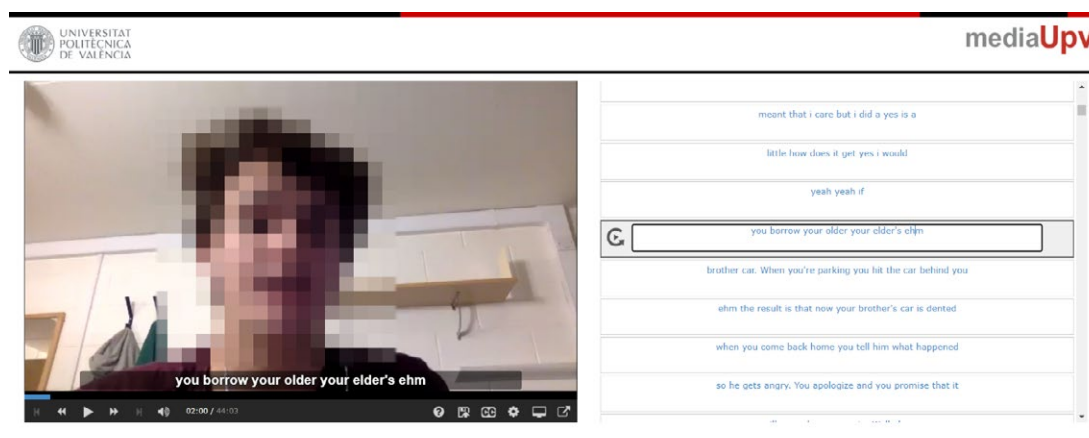 UNIVERSITAT
POLITÈCNICA
DE VALÈNCIA
mediaUpv
meant that i care but i did a yes is a
little how does it get yes i would
yeah yeah if
you borrow your older your elder's ehm
brother car. When you're parking you hit the car behind you
ehm the result is that now your brother's car is dented
when you come back home you tell him what happened
so he gets angry. You apologize and you promise that it
you borrow your older your elder's ehm
02:00 / 44:03
CC